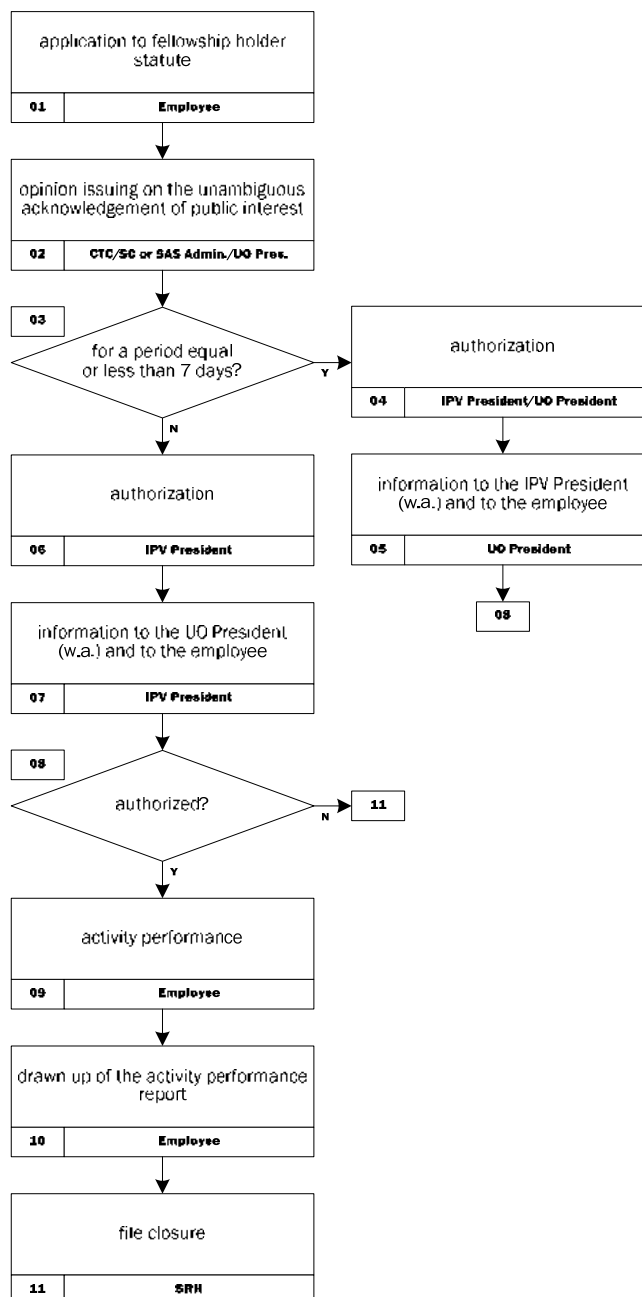 application to fellowship holder
statute
01 Employee
opinion issuing on the unambiguous
acknowledgement of public interest
02 CTC/SC or SAS Admin./UO Pres.
03
for a period equal
or less than 7 days?
Y
N
authorization
04 IPV President/UO President
information to the IPV President
(w.a.) and to the employee
05 UO President
08
authorization
06 IPV President
information to the UO President
(w.a.) and to the employee
07 IPV President
08
authorized?
N
11
Y
activity performance
09 Employee
drawn up of the activity performance
report
10 Employee
file closure
11 SRH